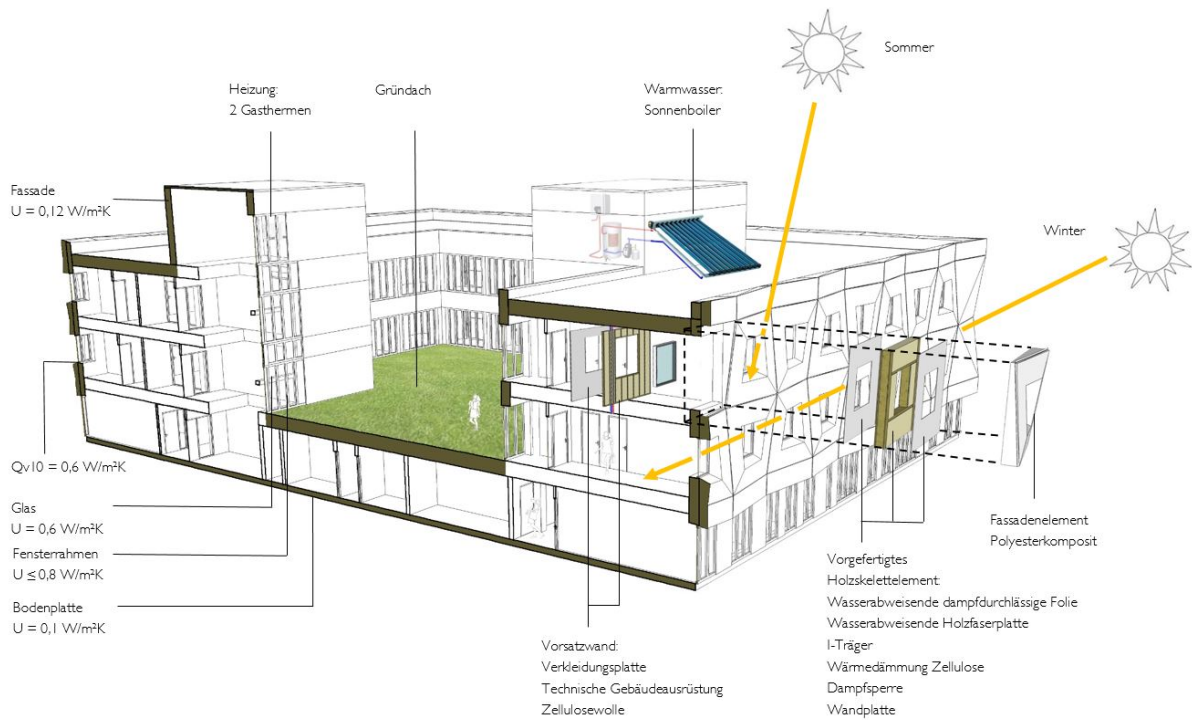 Sommer
Heizung:
2 Gasthermen
Gründach
Warmwasser:
Sonnenboiler
Fassade
U = 0,12 W/m²K
Winter
Qv10 = 0,6 W/m²K
Glas
U = 0,6 W/m²K
Fensterrahmen
U ≤ 0,8 W/m²K
Bodenplatte
U = 0,1 W/m²K
Vorsatzwand:
Verkleidungsplatte
Technische Gebäudeausrüstung
Zellulosewolle
Vorgefertigtes
Holzskelettelement:
Wasserabweisende dampfdurchlässige Folie
Wasserabweisende Holzfaserplatte
I-Träger
Wärmedämmung Zellulose
Dampfsperre
Wandplatte
Fassadenelement
Polyesterkomposit